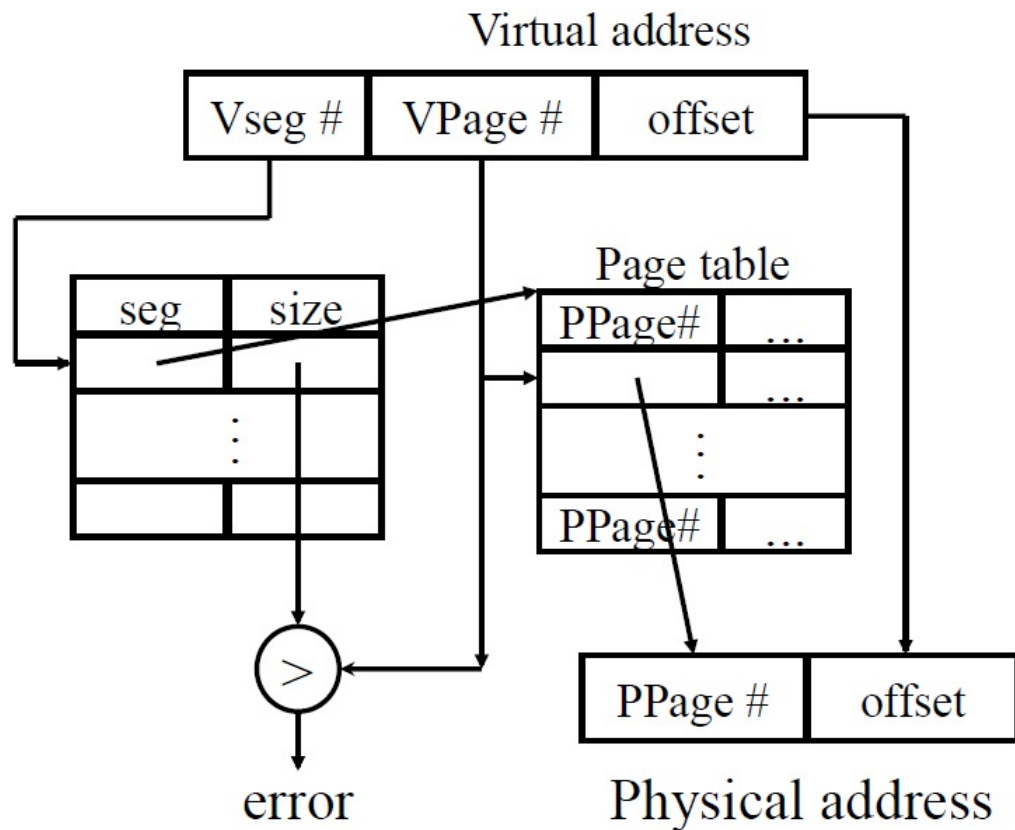 Virtual address
Vseg # VPage # offset
Page table
seg size
PPage# ...
...
⋮
⋮
PPage# ...
>
PPage # offset
error
Physical address